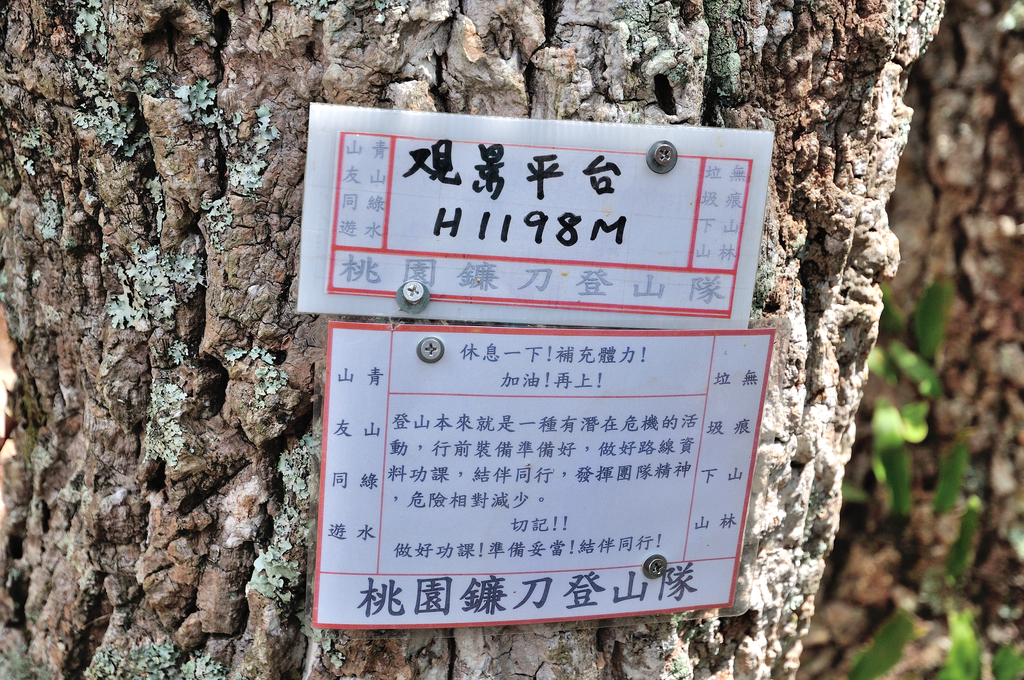 青山綠水
山友同遊
观景平台
H1198M
無痕山林
垃圾下山
桃園鐮刀登山隊
休息一下!補充體力!
加油!再上!
青山綠水
山友同遊
登山本來就是一種有潛在危機的活
動,行前裝備準備好,做好路線資
料功課,結伴同行,發揮團隊精神
,危險相對減少。
切記!!
做好功課!準備妥當!結伴同行!
無痕山林
垃圾下山
桃園鐮刀登山隊